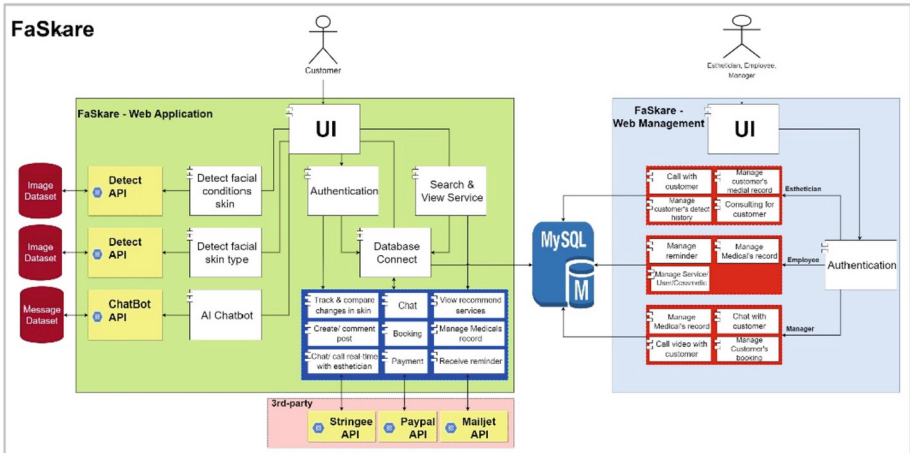 FaSkare
Customer
Esthetician, Employee,
Manager
FaSkare - Web Application
UI
Image
Dataset
Detect
API
Detect facial
conditions
skin
Authentication
Search &
View Service
Image
Dataset
Detect
API
Detect facial
skin type
Database
Connect
Message
Dataset
ChatBot
API
AI Chatbot
Track & compare
changes in skin
Chat
View recommend
services
Create/ comment
post
Booking
Manage Medicals
record
Chat/ call real-time
with esthetician
Payment
Receive reminder
3rd-party
Stringee
API
Paypal
API
Mailjet API
MySQL
M
FaSkare -
Web Management
UI
Call with
customer
Manage
customer's
medial record
Manage
customer's detect
history
Consulting for
customer
Esthetician
Manage
reminder
Manage Medical's
record
Manage Service/
User/Cosmetic
Employee
Authentication
Manage Medical's
record
Chat with
customer
Call video with
customer
Manage
Customer's
booking
Manager